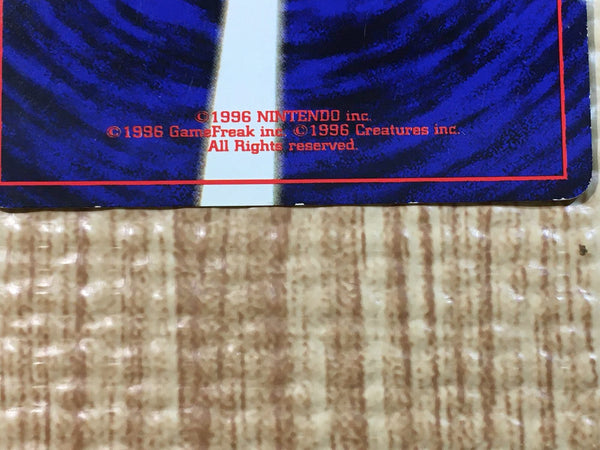 ©1996 NINTENDO inc.
©1996 GameFreak inc. ©1996 Creatures inc.
All Rights reserved.